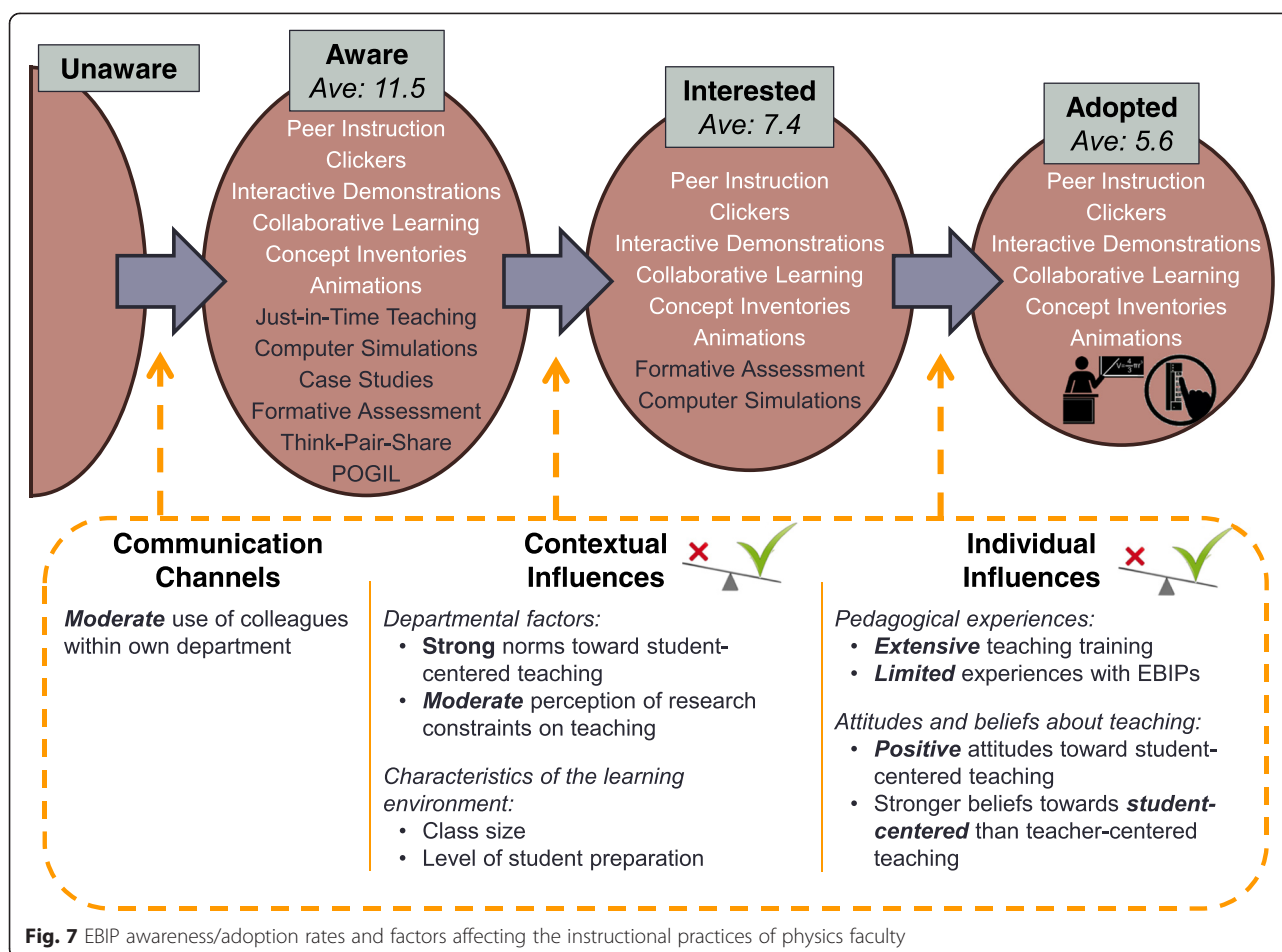 Unaware
Aware
Ave: 11.5
Peer Instruction
Clickers
Interactive Demonstrations
Collaborative Learning
Concept Inventories
Animations
Just-in-Time Teaching
Computer Simulations
Case Studies
Formative Assessment
Think-Pair-Share
POGIL
Interested
Ave: 7.4
Peer Instruction
Clickers
Interactive Demonstrations
Collaborative Learning
Concept Inventories
Animations
Formative Assessment
Computer Simulations
Adopted
Ave: 5.6
Peer Instruction
Clickers
Interactive Demonstrations
Collaborative Learning
Concept Inventories
Animations
Communication
Channels
Moderate use of colleagues
within own department
Contextual
Influences
Departmental factors:
• Strong norms toward student-
centered teaching
• Moderate perception of research
constraints on teaching
Characteristics of the learning
environment:
• Class size
• Level of student preparation
Individual
Influences
Pedagogical experiences:
• Extensive teaching training
• Limited experiences with EBIPs
Attitudes and beliefs about teaching:
• Positive attitudes toward student-
centered teaching
• Stronger beliefs towards student-
centered than teacher-centered
teaching
Fig. 7 EBIP awareness/adoption rates and factors affecting the instructional practices of physics faculty